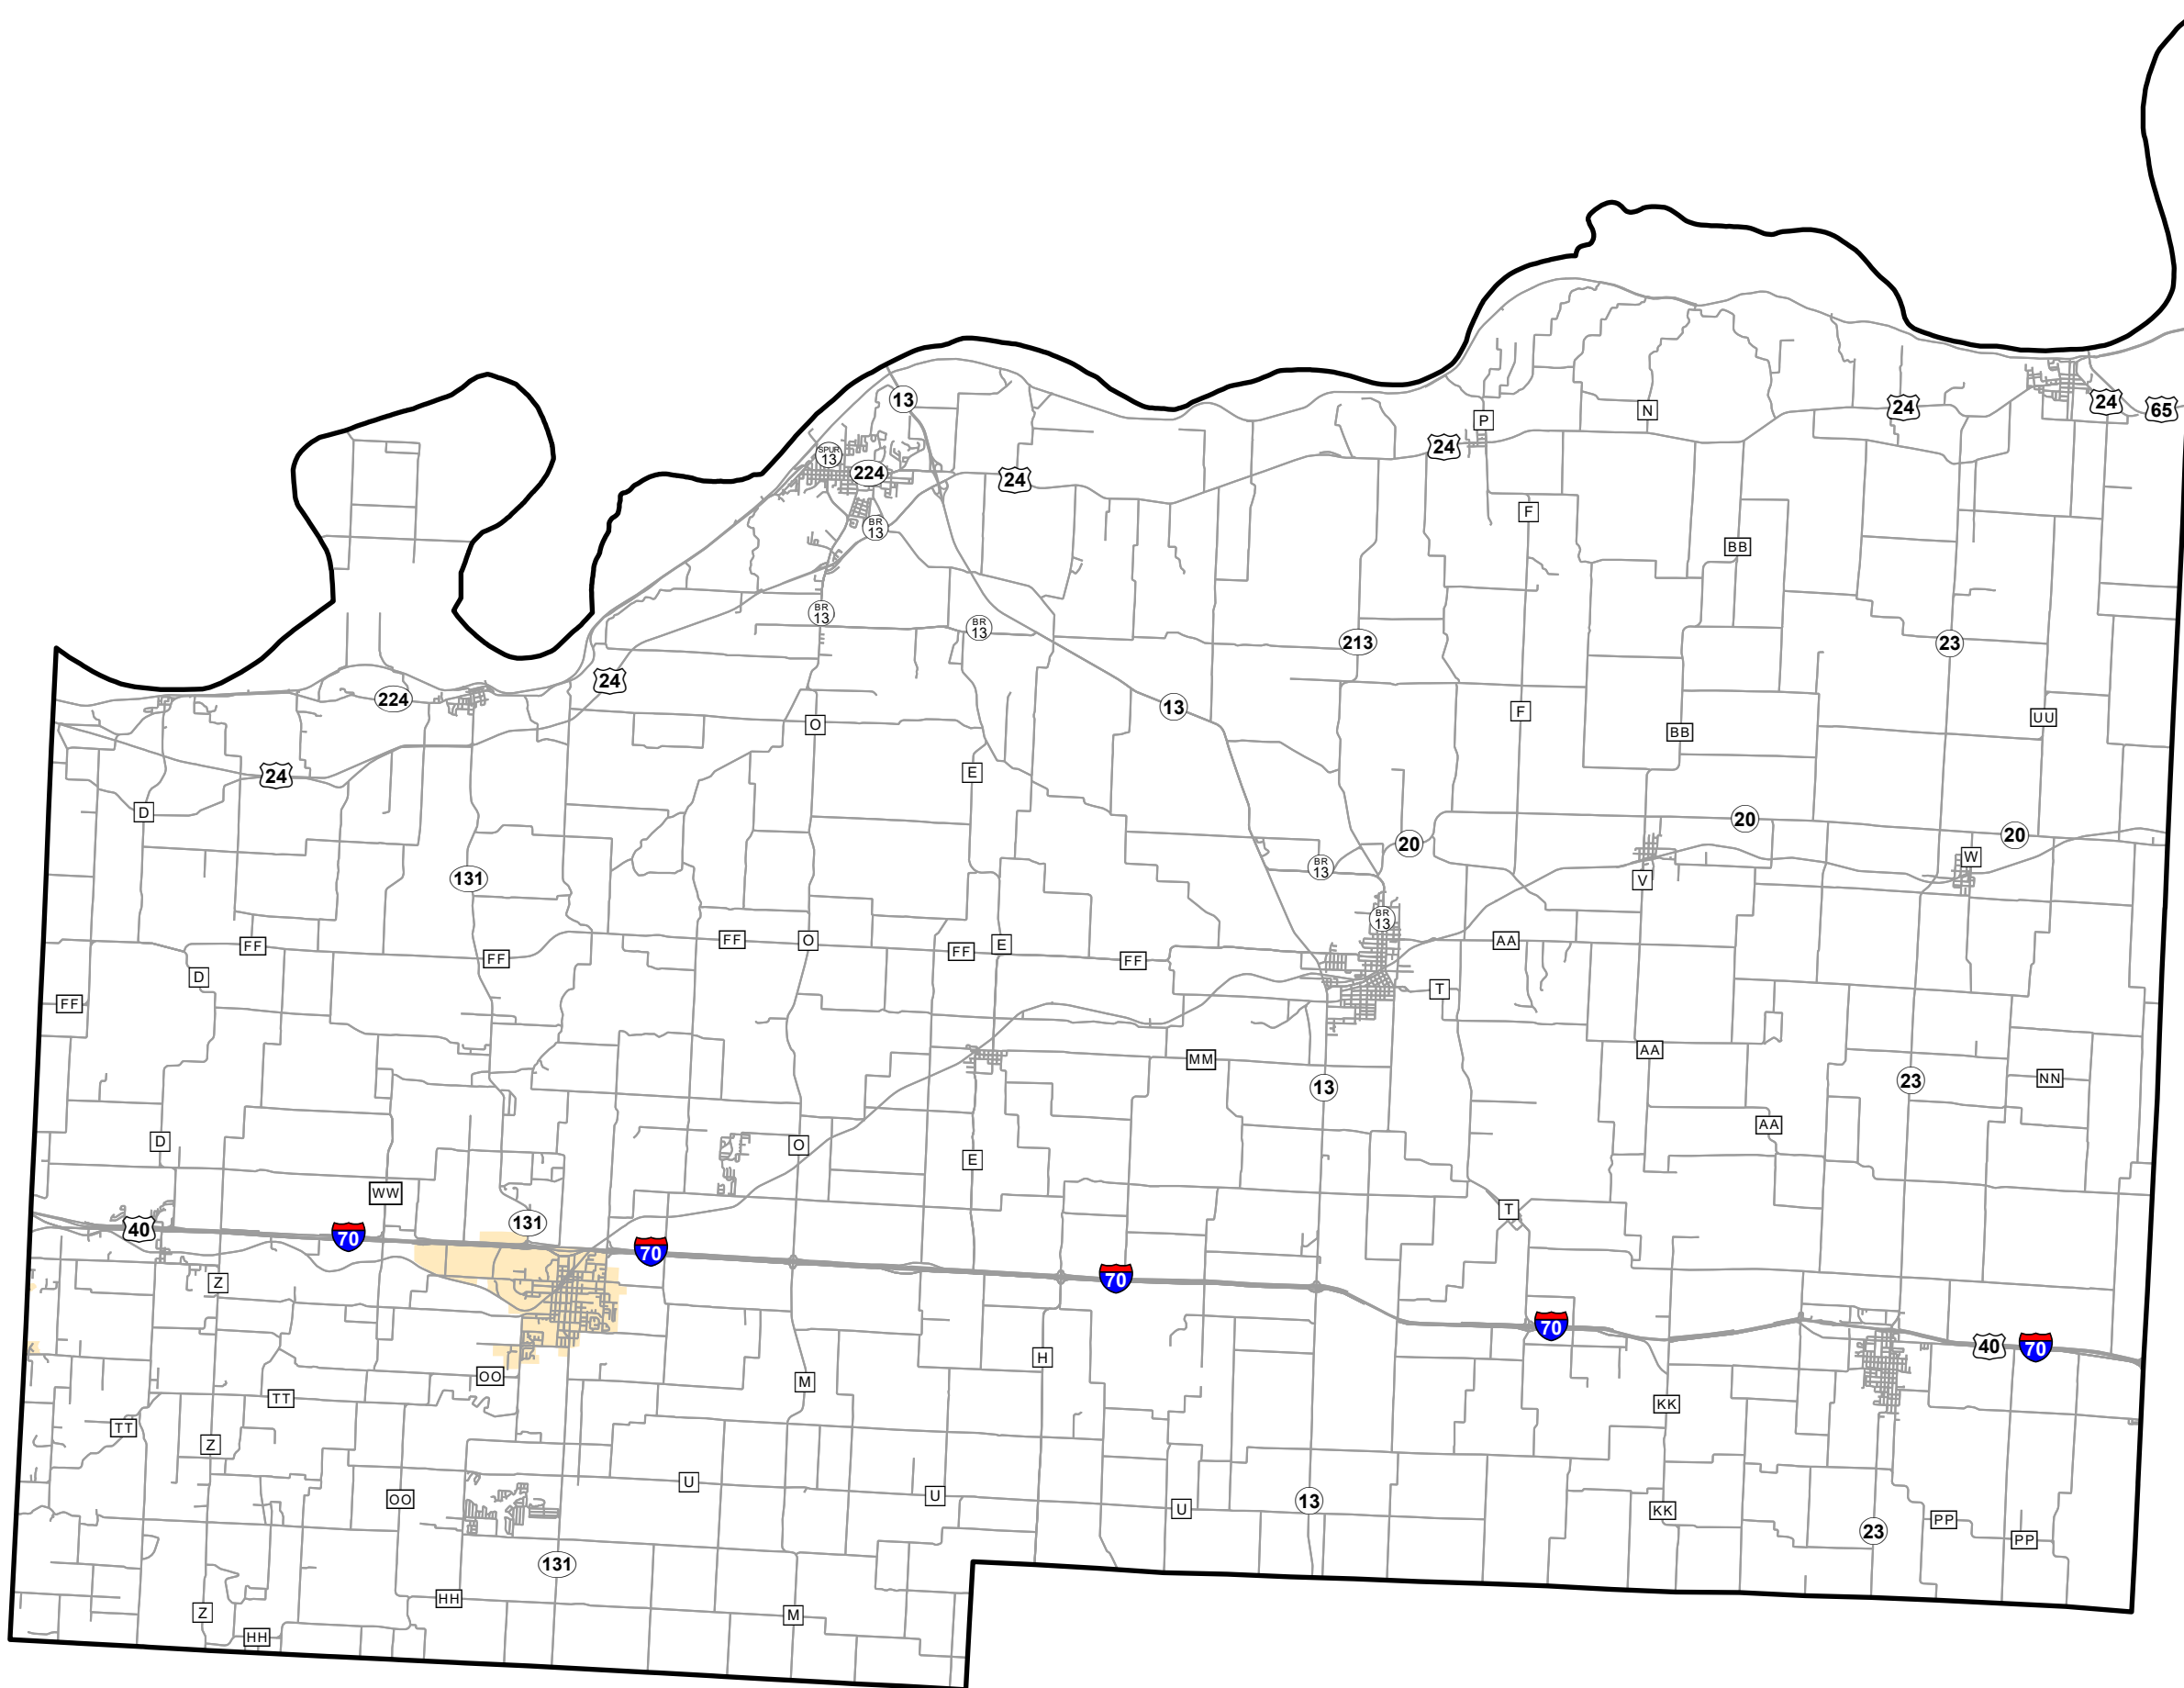 13
24
24
65
N
P
24
SPUR
13
224
24
F
BR
13
BB
BR
13
BR
13
213
23
24
224
13
F
O
UU
BB
E
24
D
20
20
20
W
BR
13
131
V
BR
13
FF
O
FF
E
AA
FF
FF
FF
D
T
FF
AA
MM
NN
23
13
AA
D
O
E
WW
T
131
40
70
70
70
Z
70
40
70
H
OO
M
TT
KK
TT
Z
U
U
OO
13
U
KK
PP
23
PP
131
HH
Z
M
HH